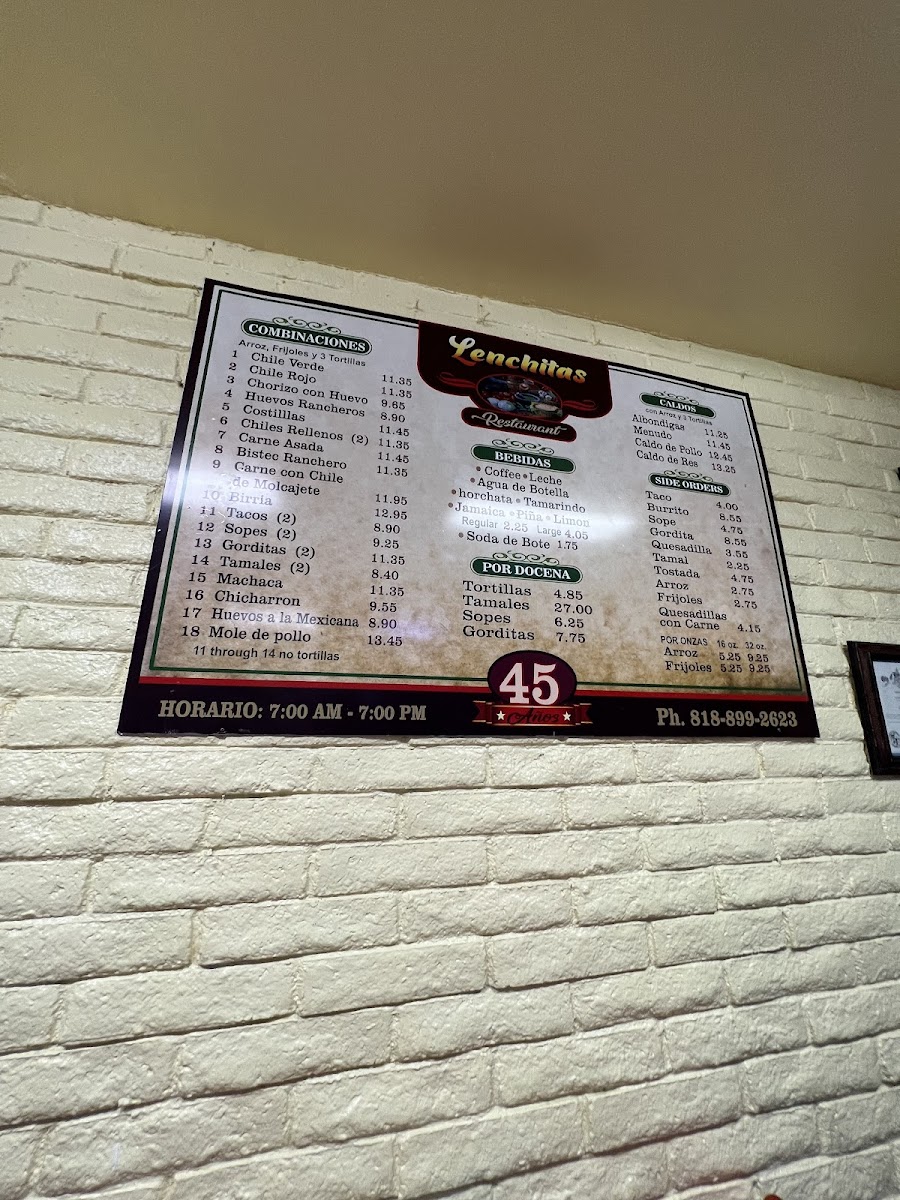 COMBINACIONES
Arroz, Frijoles y 3 Tortillas
1 Chile Verde 11.35
2 Chile Rojo 11.35
3 Chorizo con Huevo 9.65
4 Huevos Rancheros 8.90
5 Costilllas 11.45
6 Chiles Rellenos (2) 11.35
7 Carne Asada 11.45
8 Bistec Ranchero 11.35
9 Carne con Chile
de Molcajete 11.95
10 Birria 12.95
11 Tacos (2) 8.90
12 Sopes (2) 9.25
13 Gorditas (2) 11.35
14 Tamales (2) 8.40
15 Machaca 11.35
16 Chicharron 9.55
17 Huevos a la Mexicana 8.90
18 Mole de pollo 13.45
11 through 14 no tortillas
Lenchitas
Restaurant
BEBIDAS
• Coffee • Leche
• Agua de Botella
• horchata • Tamarindo
• Jamaica • Piña • Limon
Regular 2.25 Large 4.05
• Soda de Bote 1.75
POR DOCENA
Tortillas 4.85
Tamales 27.00
Sopes 6.25
Gorditas 7.75
CALDOS
con Arroz y 3 Tortillas
Albondigas 11.25
Menudo 11.45
Caldo de Pollo 12.45
Caldo de Res 13.25
SIDE ORDERS
Taco 4.00
Burrito 8.55
Sope 4.75
Gordita 8.55
Quesadilla 3.55
Tamal 2.25
Tostada 4.75
Arroz 2.75
Frijoles 2.75
Quesadillas
con Carne 4.15
POR ONZAS 16 oz. 32 oz.
Arroz 5.25 9.25
Frijoles 5.25 9.25
HORARIO: 7:00 AM - 7:00 PM
45
Años
Ph. 818-899-2623